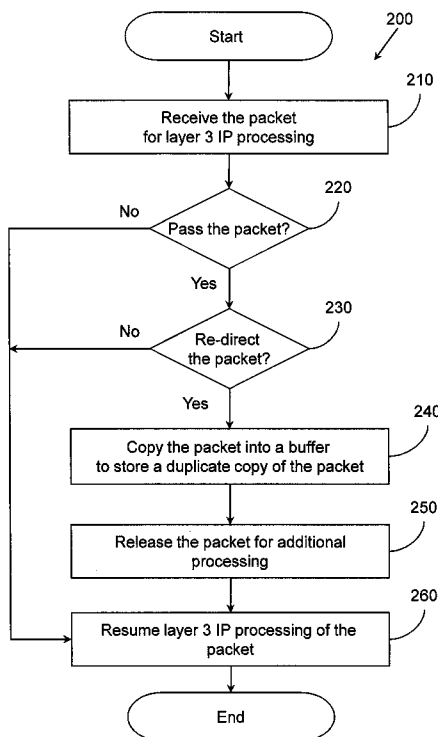 Start
200
210
Receive the packet
for layer 3 IP processing
220
No
Pass the packet?
Yes
230
No
Re-direct
the packet?
Yes
240
Copy the packet into a buffer
to store a duplicate copy of the packet
250
Release the packet for additional
processing
260
Resume layer 3 IP processing of the
packet
End